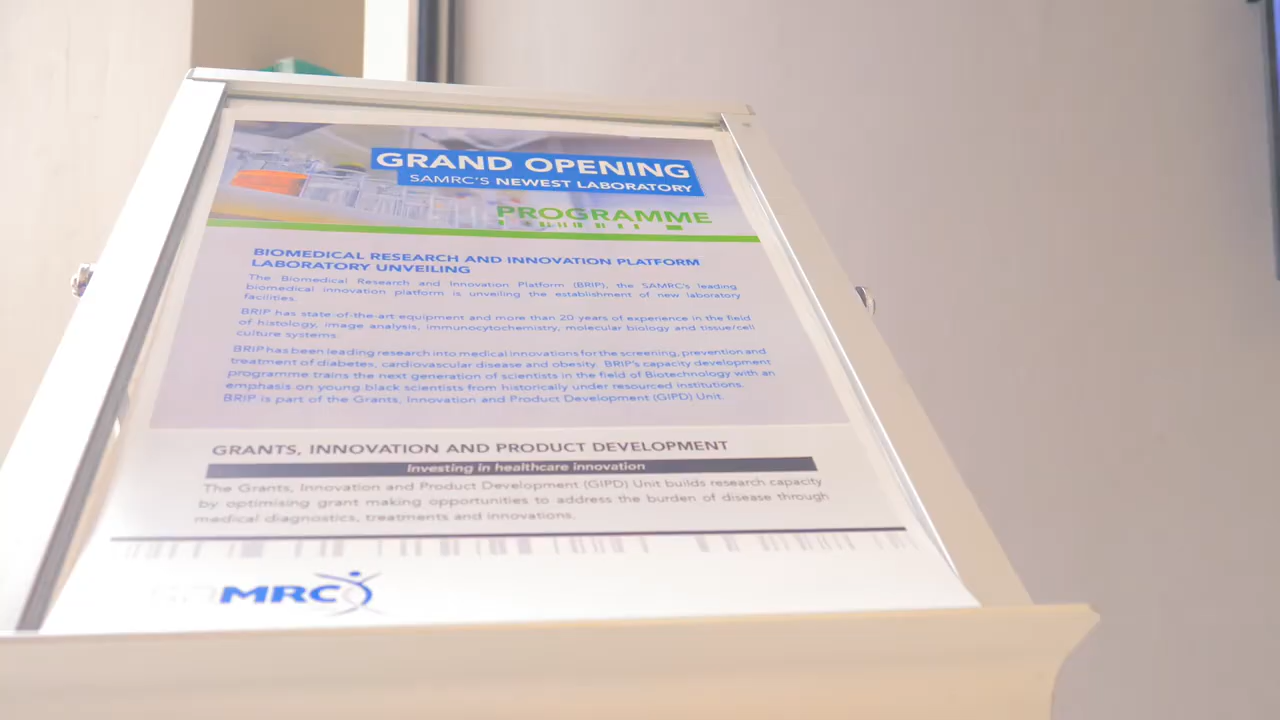 GRAND OPENING
SAMRC'S NEWEST LABORATORY
PROGRAMME
BIOMEDICAL RESEARCH AND INNOVATION PLATFORM
LABORATORY UNVEILING
The Biomedical Research and Innovation Platform (BRIP), the SAMRC's leading
biomedical innovation platform is unveiling the establishment of new laboratory
facilities.
BRIP has state-of-the-art equipment and more than 20 years of experience in the field
of histology, image analysis, immunocytochemistry, molecular biology and tissue/cell
culture systems.
BRIP has been leading research into medical innovations for the screening, prevention and
treatment of diabetes, cardiovascular disease and obesity. BRIP's capacity development
programme trains the next generation of scientists in the field of Biotechnology with an
emphasis on young black scientists from historically under resourced institutions.
BRIP is part of the Grants, Innovation and Product Development (GIPD) Unit.
GRANTS, INNOVATION AND PRODUCT DEVELOPMENT
Investing in healthcare innovation
The Grants, Innovation and Product Development (GIPD) Unit builds research capacity
by optimising grant making opportunities to address the burden of disease through
medical diagnostics, treatments and innovations.
MRC